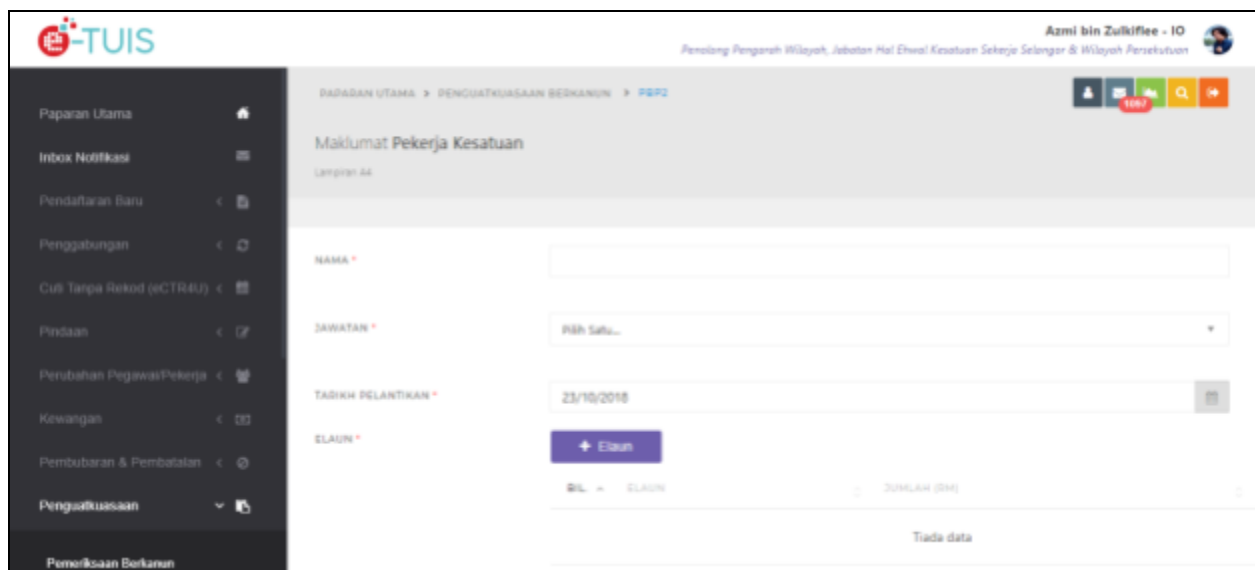 e-TUIS
Azmi bin Zulkiflee - IO
Penolong Pengarah Wilayah, Jabatan Hal Ehwal Kesatuan Sekerja Selangor & Wilayah Persekutuan
PAPARAN UTAMA > PENGUATKUASAAN BERKANUN > PBP2
1097
Paparan Utama
Maklumat Pekerja Kesatuan
Inbox Notifikasi
Lampiran A4
Pendaftaran Baru
Penggabungan
NAMA *
Cuti Tanpa Rekod (eCTR4U)
Pindaan
JAWATAN *
Pilih Satu...
Perubahan Pegawai/Pekerja
TARIKH PELANTIKAN *
23/10/2018
Kewangan
ELAUN *
+ Elaun
Pembubaran & Pembatalan
BIL
ELAUN
JUMLAH (RM)
Penguatkuasaan
Tiada data
Pemeriksaan Berkanun